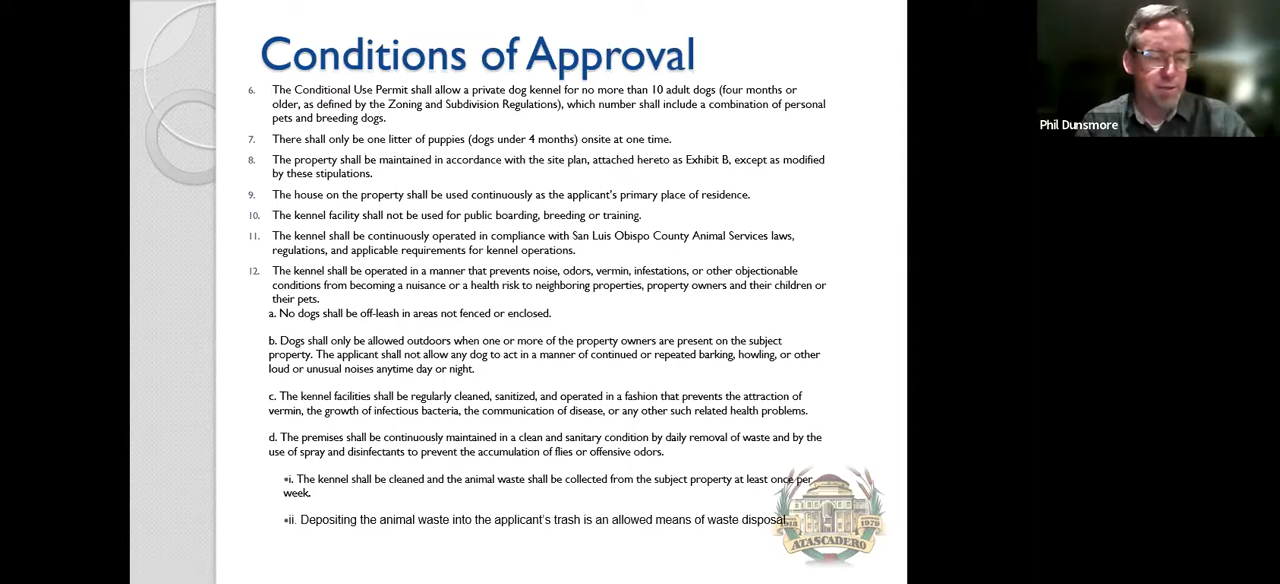 Conditions of Approval
6. The Conditional Use Permit shall allow a private dog kennel for no more than 10 adult dogs (four months or
older, as defined by the Zoning and Subdivision Regulations), which number shall include a combination of personal
pets and breeding dogs.
7. There shall only be one litter of puppies (dogs under 4 months) onsite at one time.
8. The property shall be maintained in accordance with the site plan, attached hereto as Exhibit B, except as modified
by these stipulations.
9. The house on the property shall be used continuously as the applicant's primary place of residence.
10. The kennel facility shall not be used for public boarding, breeding or training.
11. The kennel shall be continuously operated in compliance with San Luis Obispo County Animal Services laws,
regulations, and applicable requirements for kennel operations.
12. The kennel shall be operated in a manner that prevents noise, odors, vermin, infestations, or other objectionable
conditions from becoming a nuisance or a health risk to neighboring properties, property owners and their children or
their pets.
a. No dogs shall be off-leash in areas not fenced or enclosed.
b. Dogs shall only be allowed outdoors when one or more of the property owners are present on the subject
property. The applicant shall not allow any dog to act in a manner of continued or repeated barking, howling, or other
loud or unusual noises anytime day or night.
c. The kennel facilities shall be regularly cleaned, sanitized, and operated in a fashion that prevents the attraction of
vermin, the growth of infectious bacteria, the communication of disease, or any other such related health problems.
d. The premises shall be continuously maintained in a clean and sanitary condition by daily removal of waste and by the
use of spray and disinfectants to prevent the accumulation of flies or offensive odors.
•i. The kennel shall be cleaned and the animal waste shall be collected from the subject property at least once per
week.
•ii. Depositing the animal waste into the applicant's trash is an allowed means of waste disposal.
1913 1979
ATASCADERO
Phil Dunsmore